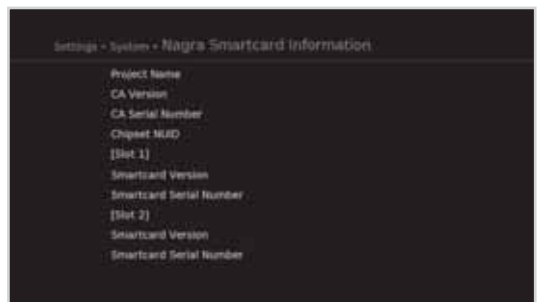 Settings • System • Nagra Smartcard Information
Project Name
CA Version
CA Serial Number
Chipset NUID
[Slot 1]
Smartcard Version
Smartcard Serial Number
[Slot 2]
Smartcard Version
Smartcard Serial Number